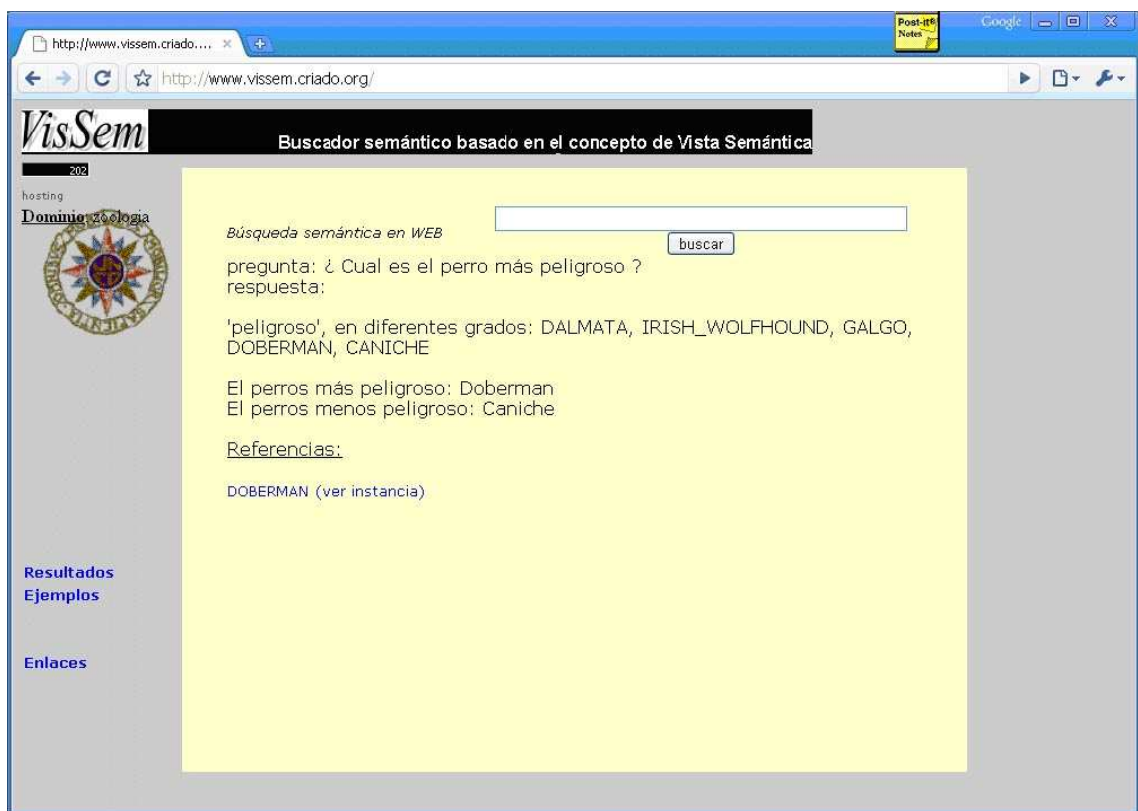 Post-it®
Notes
Google
http://www.vissem.criado....
http://www.vissem.criado.org/
VisSem
Buscador semántico basado en el concepto de Vista Semántica
202
hosting
Dominio: zoologia
Búsqueda semántica en WEB
buscar
pregunta: ¿ Cual es el perro más peligroso ?
respuesta:
'peligroso', en diferentes grados: DALMATA, IRISH_WOLFHOUND, GALGO,
DOBERMAN, CANICHE
El perros más peligroso: Doberman
El perros menos peligroso: Caniche
Referencias:
DOBERMAN (ver instancia)
Resultados
Ejemplos
Enlaces